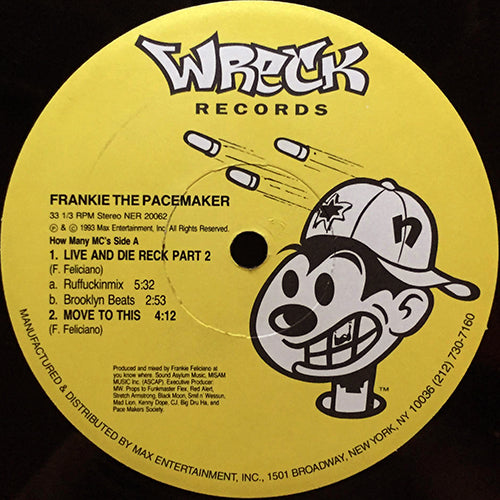 WRECK
RECORDS
FRANKIE THE PACEMAKER
33 1/3 RPM Stereo NER 20062
℗ & © 1993 Max Entertainment, Inc All Rights Reserved.
How Many MC's Side A
1. LIVE AND DIE RECK PART 2
(F. Feliciano)
a. Ruffuckinmix) 5:32
b. Brooklyn Beats) 2:53
2. MOVE TO THIS 4:12
(F. Feliciano)
Produced and mixed by Frankie Feliciano at
you know where. Sound Asylum Music, MISAM
MUSIC Inc. (ASCAP). Executive Producer:
MW: Props to Funkmaster Flex, Red Alert,
Stretch Armstrong, Black Moon, Smif n' Wessun,
Mad Lion, Kenny Dope, CJ. Big Dru Ha, and
Pace Makers Society.
n
TM
MANUFACTURED & DISTRIBUTED BY MAX ENTERTAINMENT, INC., 1501 BROADWAY, NEW YORK, NY 10036 (212) 730-7160